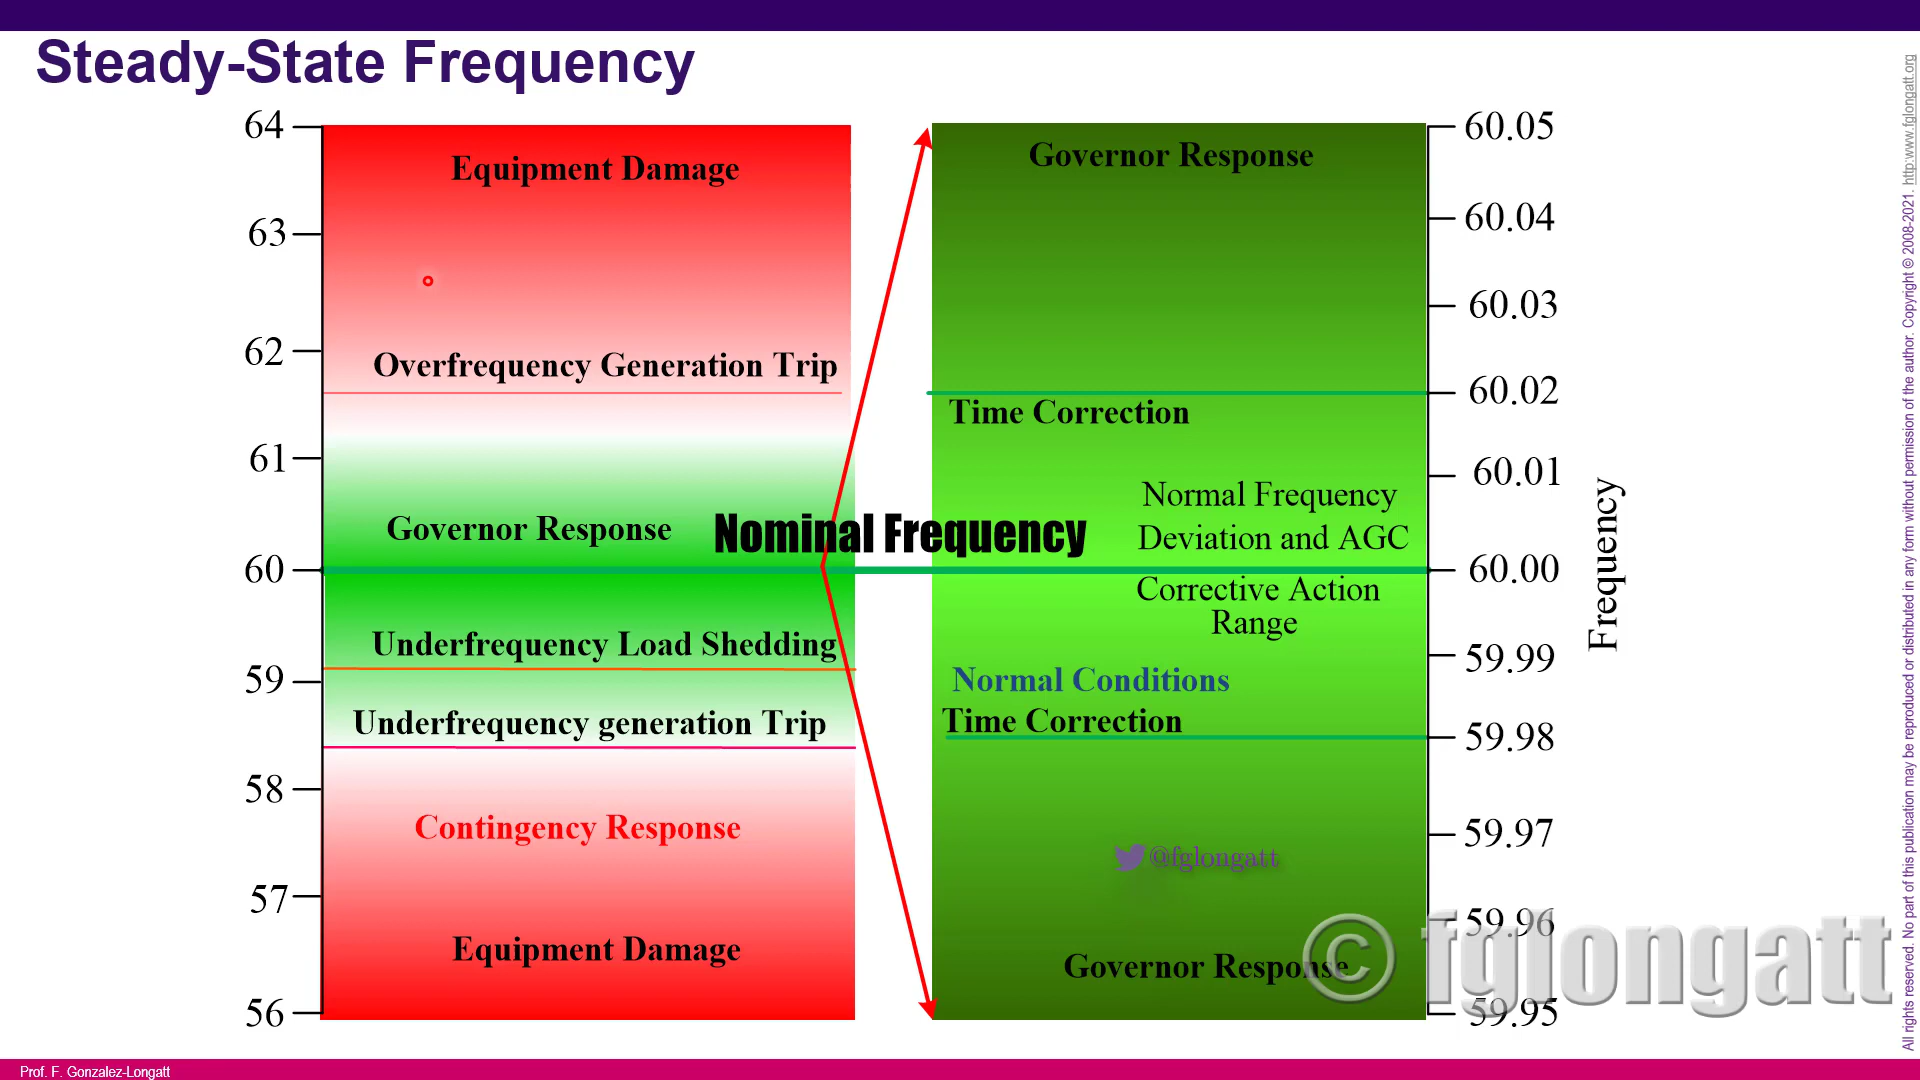 Steady-State Frequency
64
63
62
61
60
59
58
57
56
Equipment Damage
Overfrequency Generation Trip
Governor Response
Nominal Frequency
Underfrequency Load Shedding
Underfrequency generation Trip
Contingency Response
Equipment Damage
Governor Response
Time Correction
Normal Frequency
Deviation and AGC
Corrective Action
Range
Normal Conditions
Time Correction
@fglongatt
Governor Response
60.05
60.04
60.03
60.02
60.01
60.00
59.99
59.98
59.97
59.96
59.95
Frequency
© fglongatt
All rights reserved. No part of this publication may be reproduced or distributed in any form without permission of the author. Copyright © 2008-2021. http:www.fglongatt.org
Prof. F. Gonzalez-Longatt